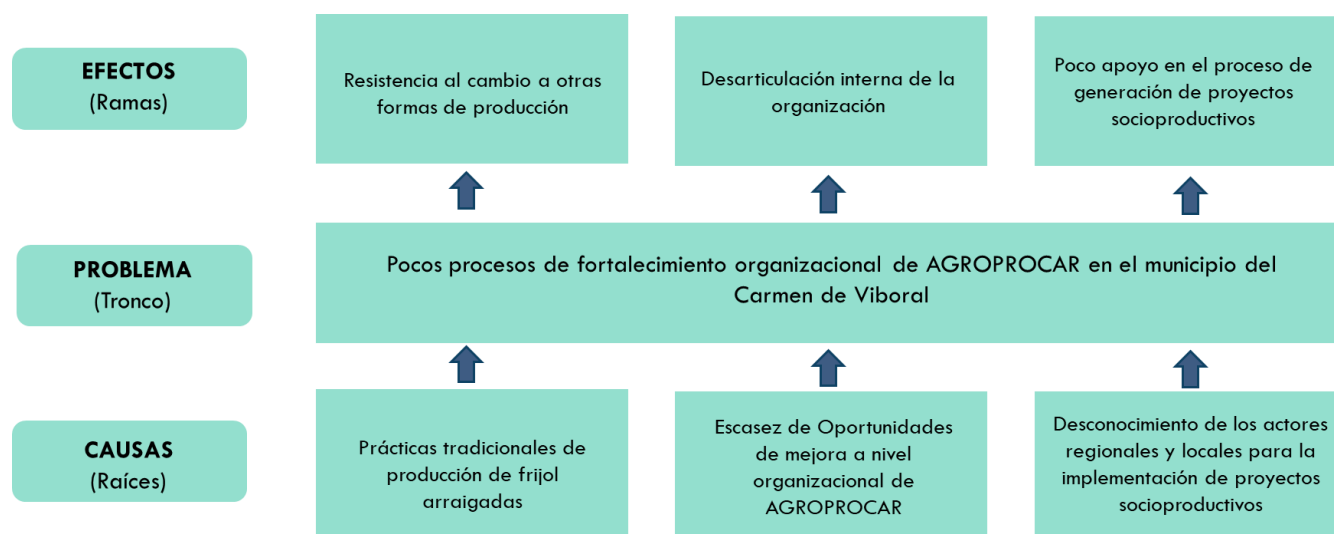 EFECTOS
(Ramas)
Resistencia al cambio a otras
formas de producción
Desarticulación interna de la
organización
Poco apoyo en el proceso de
generación de proyectos
socioproductivos
PROBLEMA
(Tronco)
Pocos procesos de fortalecimiento organizacional de AGROPROCAR en el municipio del
Carmen de Viboral
CAUSAS
(Raíces)
Prácticas tradicionales de
producción de frijol
arraigadas
Escasez de Oportunidades
de mejora a nivel
organizacional de
AGROPROCAR
Desconocimiento de los actores
regionales y locales para la
implementación de proyectos
socioproductivos